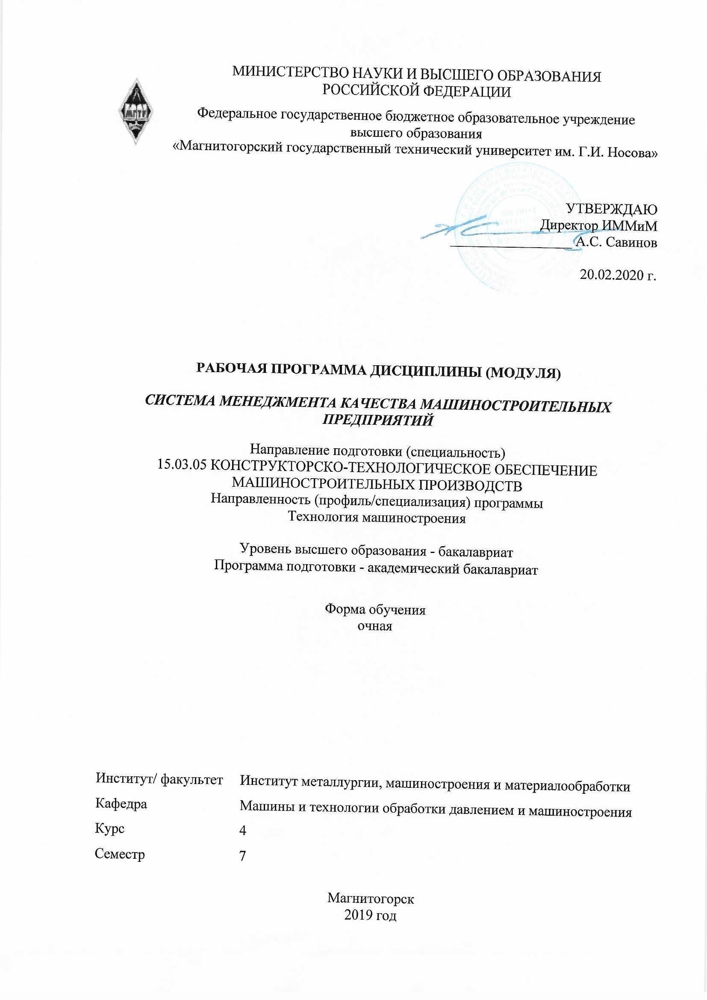 МИНИСТЕРСТВО НАУКИ И ВЫСШЕГО ОБРАЗОВАНИЯ
РОССИЙСКОЙ ФЕДЕРАЦИИ
Федеральное государственное бюджетное образовательное учреждение
высшего образования
«Магнитогорский государственный технический университет им. Г.И. Носова»
УТВЕРЖДАЮ
Директор ИММиМ
А.С. Савинов
20.02.2020 г.
РАБОЧАЯ ПРОГРАММА ДИСЦИПЛИНЫ (МОДУЛЯ)
СИСТЕМА МЕНЕДЖМЕНТА КАЧЕСТВА МАШИНОСТРОИТЕЛЬНЫХ
ПРЕДПРИЯТИЙ
Направление подготовки (специальность)
15.03.05 КОНСТРУКТОРСКО-ТЕХНОЛОГИЧЕСКОЕ ОБЕСПЕЧЕНИЕ
МАШИНОСТРОИТЕЛЬНЫХ ПРОИЗВОДСТВ
Направленность (профиль/специализация) программы
Технология машиностроения
Уровень высшего образования - бакалавриат
Программа подготовки - академический бакалавриат
Форма обучения
очная
Институт/ факультет Институт металлургии, машиностроения и материалообработки
Кафедра Машины и технологии обработки давлением и машиностроения
Курс 4
Семестр 7
Магнитогорск
2019 год